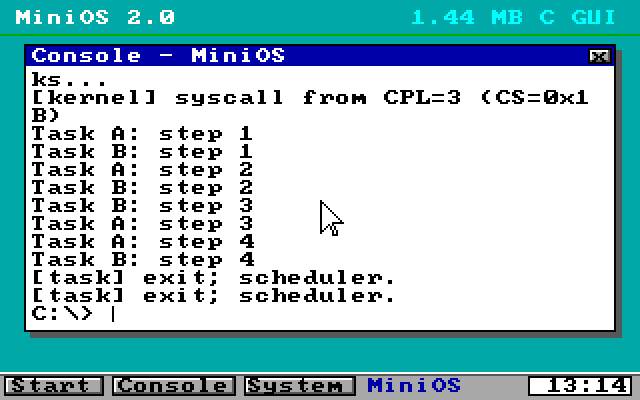 MiniOS 2.0
1.44 MB C GUI
Console - MiniOS
ks...
[kernel] syscall from CPL=3 (CS=0x1
B)
Task A: step 1
Task B: step 1
Task A: step 2
Task B: step 2
Task B: step 3
Task A: step 3
Task A: step 4
Task B: step 4
[task] exit; scheduler.
[task] exit; scheduler.
C:\> |
Start Console System MiniOS 13:14